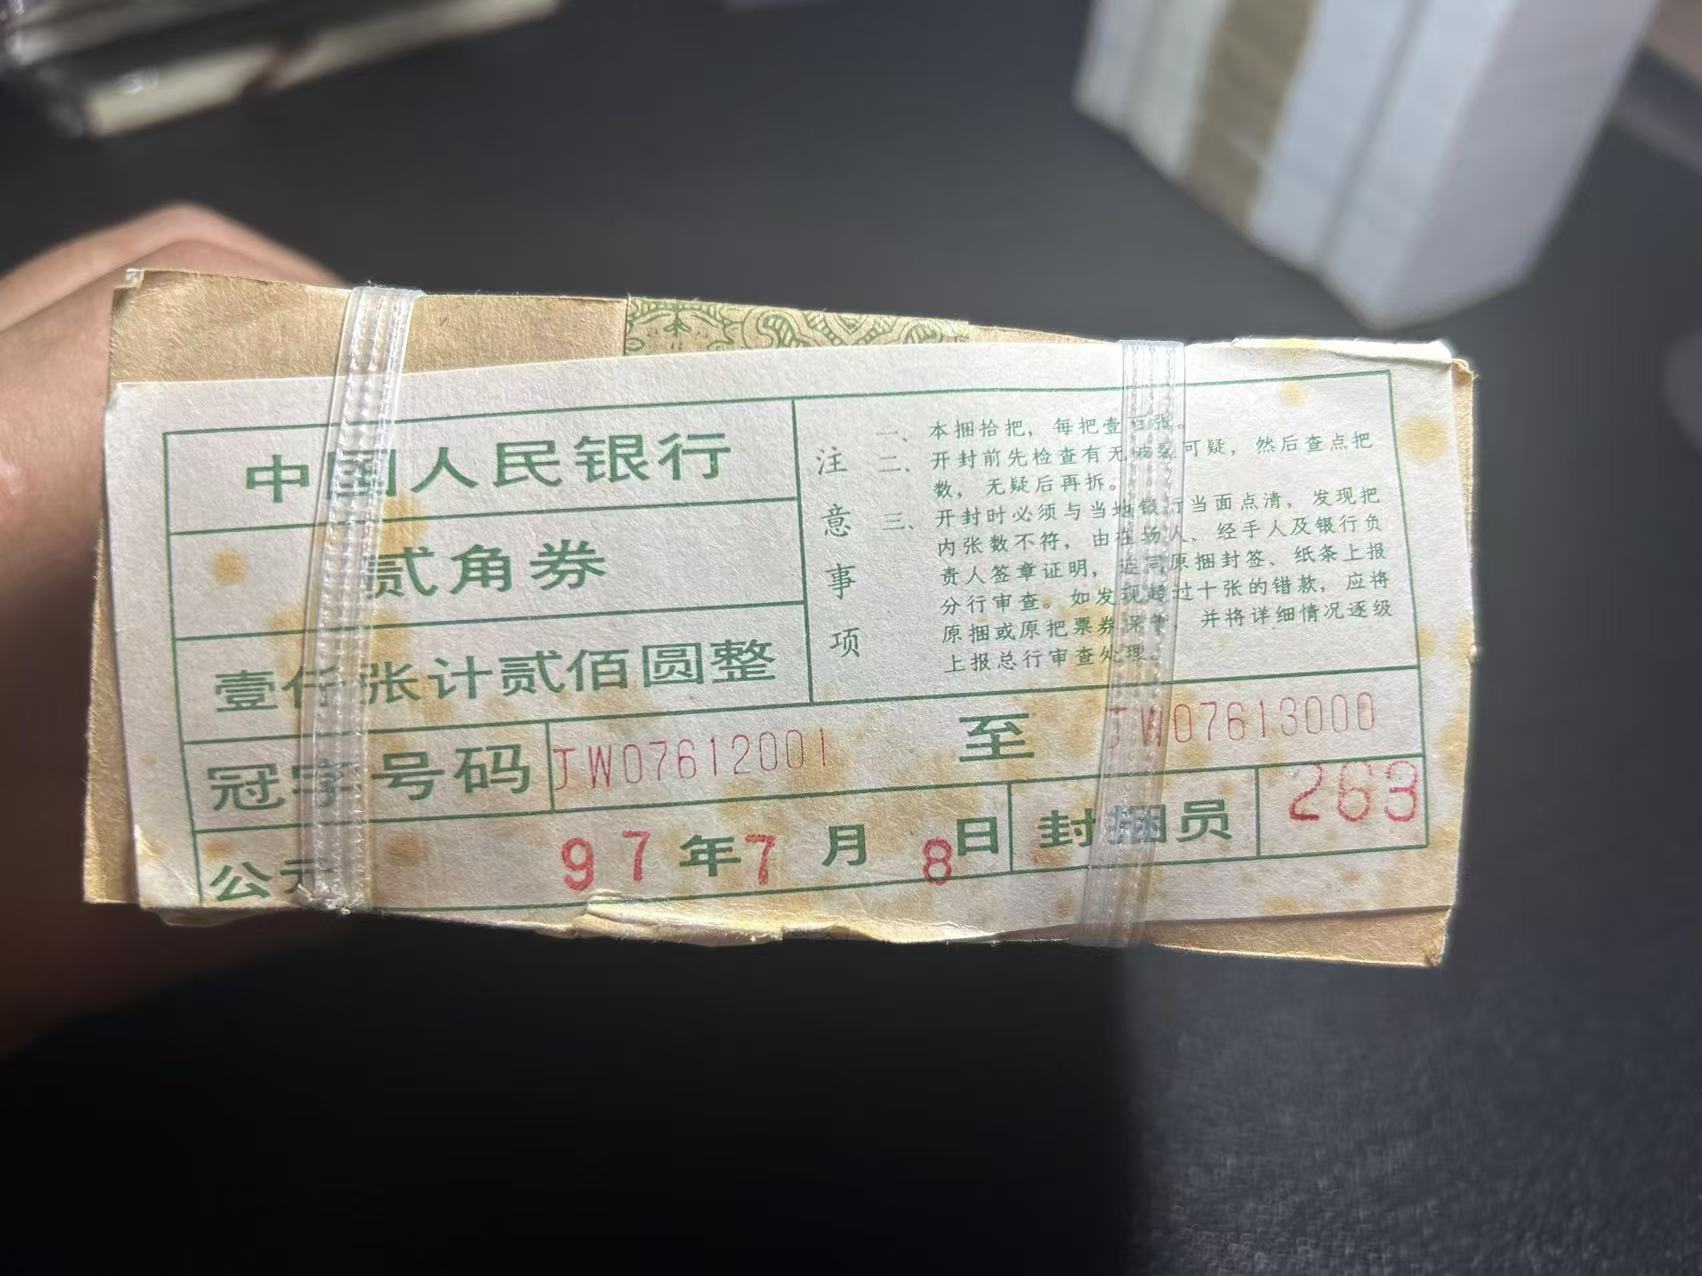 中国人民银行
贰角券
壹仟张计贰佰圆整
注意事项
一、本捆拾把，每把壹百张。
二、开封前先检查有无破裂可疑，然后查点把
数，无疑后再拆。
三、开封时必须与当地银行当面点清，发现把
内张数不符，由在场人、经手人及银行负
责人签章证明，连同原捆封签、纸条上报
分行审查。如发现超过十张的错款，应将
原捆或原把票券保管，并将详细情况逐级
上报总行审查处理。
冠字号码 JW07612001 至 JW07613000
公元 97年7月8日 封捆员 263